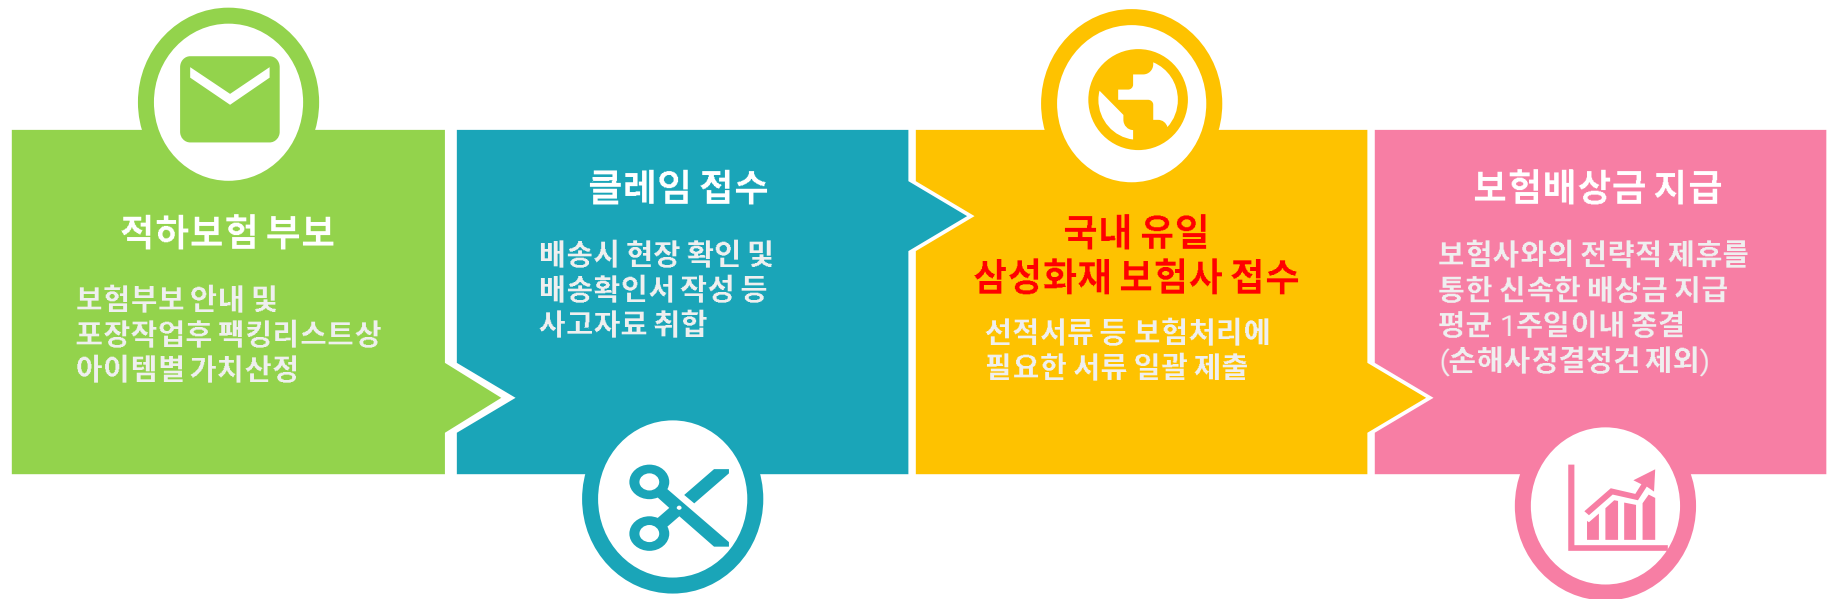 적하보험 부보
보험부보 안내 및
포장작업후 팩킹리스트상
아이템별 가치산정
클레임 접수
배송시 현장 확인 및
배송확인서 작성 등
사고자료 취합
국내 유일
삼성화재 보험사 접수
선적서류 등 보험처리에
필요한 서류 일괄 제출
보험배상금 지급
보험사와의 전략적 제휴를
통한 신속한 배상금 지급
평균 1주일이내 종결
(손해사정결정건 제외)